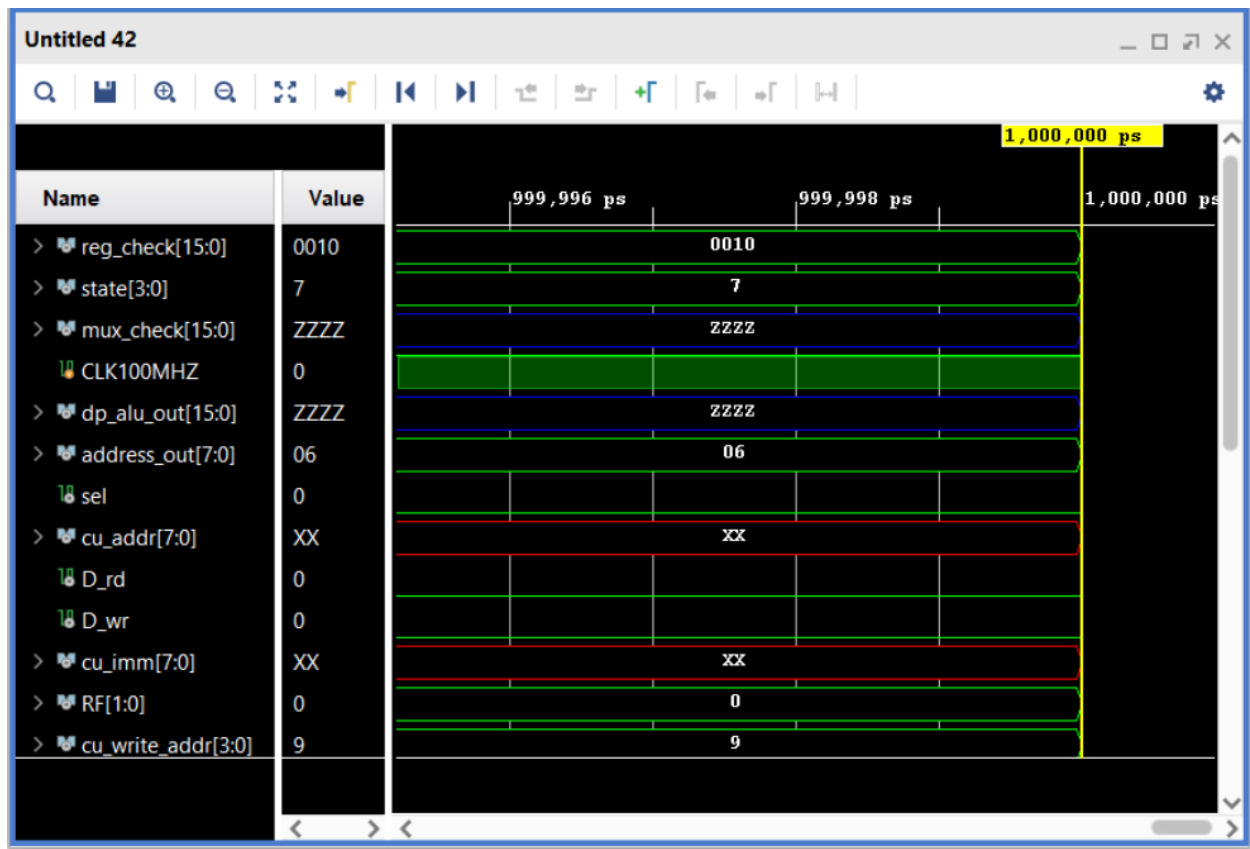 Untitled 42
1,000,000 ps
Name Value 999,996 ps 999,998 ps 1,000,000 ps
reg_check[15:0] 0010 0010
state[3:0] 7 7
mux_check[15:0] ZZZZ ZZZZ
CLK100MHZ 0
dp_alu_out[15:0] ZZZZ ZZZZ
address_out[7:0] 06 06
sel 0
cu_addr[7:0] XX XX
D_rd 0
D_wr 0
cu_imm[7:0] XX XX
RF[1:0] 0 0
cu_write_addr[3:0] 9 9